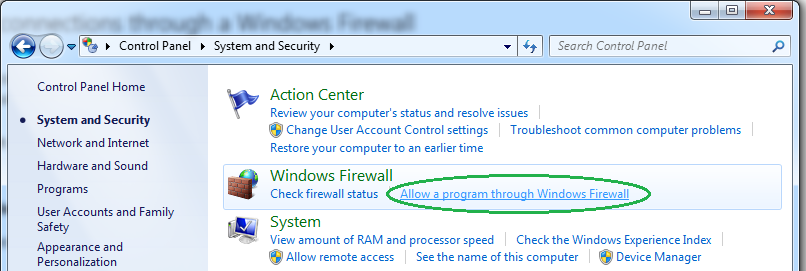 connections through a Windows Firewall
Control Panel ▸ System and Security ▸
Search Control Panel
Control Panel Home
System and Security
Network and Internet
Hardware and Sound
Programs
User Accounts and Family
Safety
Appearance and
Personalization
Action Center
Review your computer's status and resolve issues
Change User Account Control settings
Troubleshoot common computer problems
Restore your computer to an earlier time
Windows Firewall
Check firewall status
Allow a program through Windows Firewall
System
View amount of RAM and processor speed
Check the Windows Experience Index
Allow remote access
See the name of this computer
Device Manager